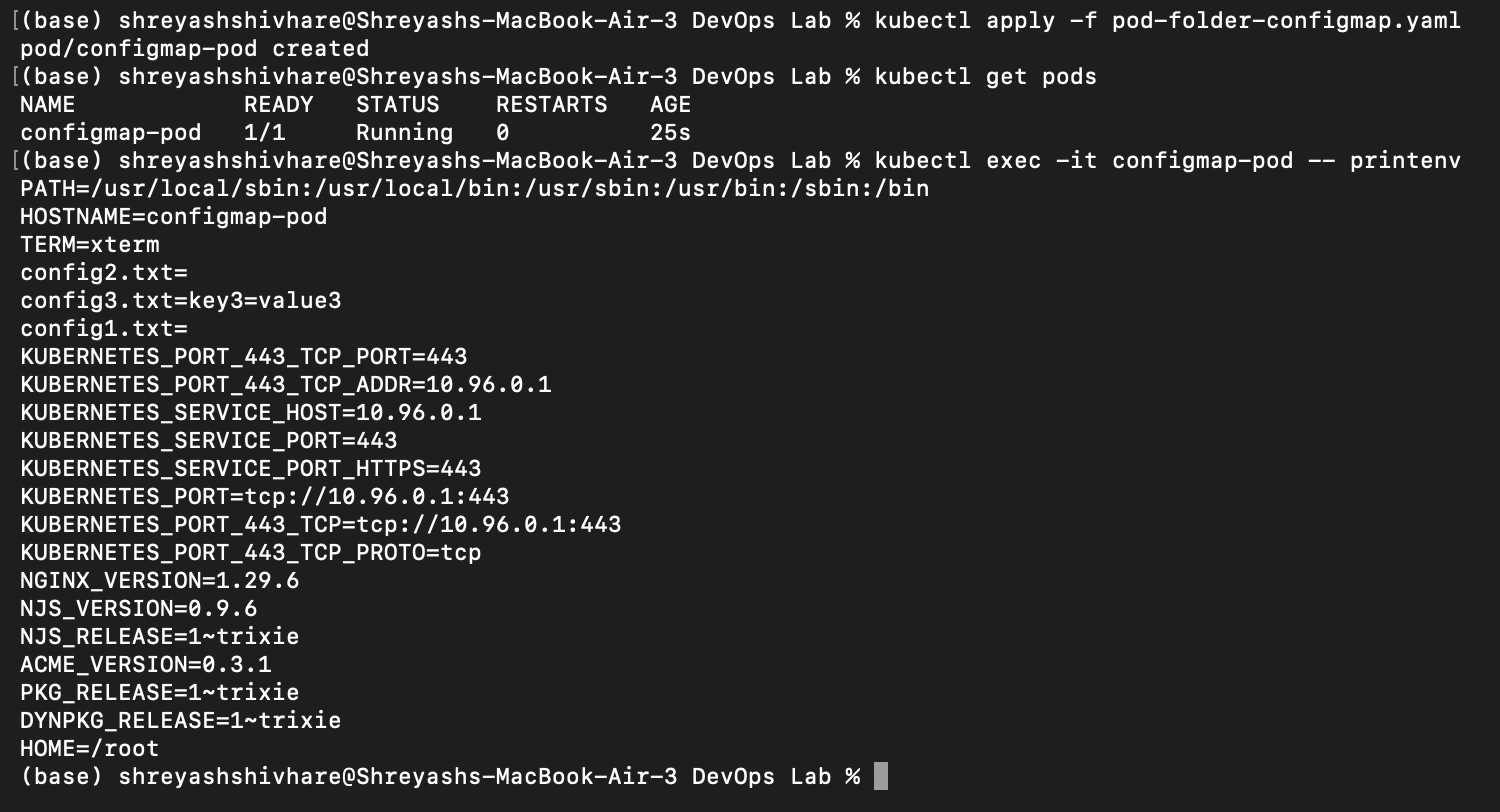 [(base) shreyashshivhare@Shreyashs-MacBook-Air-3 DevOps Lab % kubectl apply -f pod-folder-configmap.yaml
pod/configmap-pod created
[(base) shreyashshivhare@Shreyashs-MacBook-Air-3 DevOps Lab % kubectl get pods
NAME            READY   STATUS    RESTARTS   AGE
configmap-pod   1/1     Running   0          25s
[(base) shreyashshivhare@Shreyashs-MacBook-Air-3 DevOps Lab % kubectl exec -it configmap-pod -- printenv
PATH=/usr/local/sbin:/usr/local/bin:/usr/sbin:/usr/bin:/sbin:/bin
HOSTNAME=configmap-pod
TERM=xterm
config2.txt=
config3.txt=key3=value3
config1.txt=
KUBERNETES_PORT_443_TCP_PORT=443
KUBERNETES_PORT_443_TCP_ADDR=10.96.0.1
KUBERNETES_SERVICE_HOST=10.96.0.1
KUBERNETES_SERVICE_PORT=443
KUBERNETES_SERVICE_PORT_HTTPS=443
KUBERNETES_PORT=tcp://10.96.0.1:443
KUBERNETES_PORT_443_TCP=tcp://10.96.0.1:443
KUBERNETES_PORT_443_TCP_PROTO=tcp
NGINX_VERSION=1.29.6
NJS_VERSION=0.9.6
NJS_RELEASE=1~trixie
ACME_VERSION=0.3.1
PKG_RELEASE=1~trixie
DYNPKG_RELEASE=1~trixie
HOME=/root
(base) shreyashshivhare@Shreyashs-MacBook-Air-3 DevOps Lab %